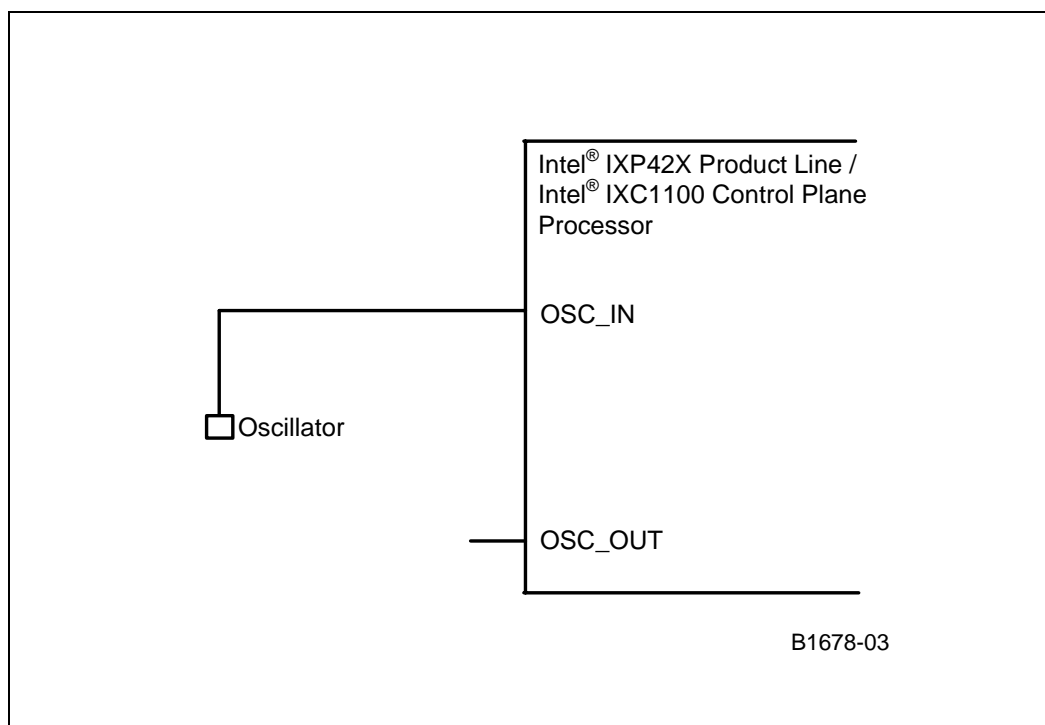 Intel® IXP42X Product Line /
Intel® IXC1100 Control Plane
Processor
OSC_IN
Oscillator
OSC_OUT
B1678-03